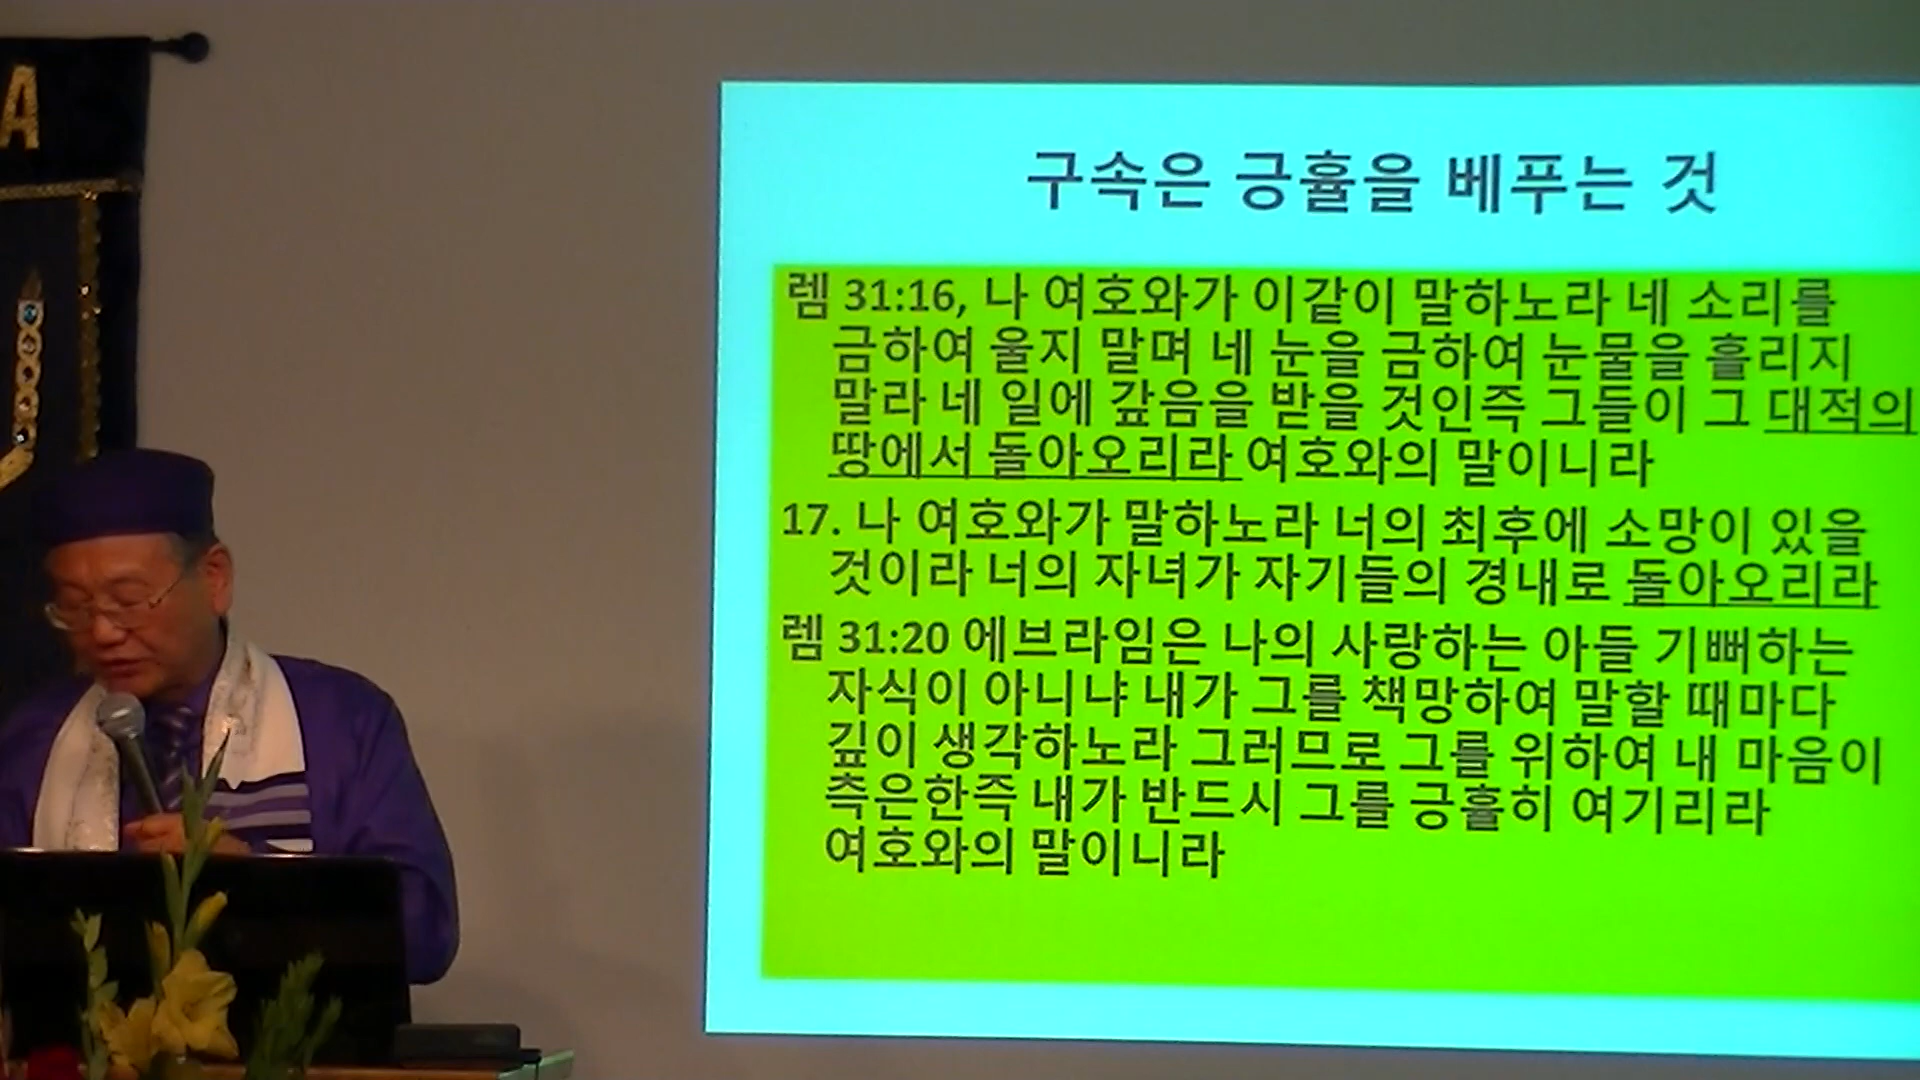 A
구속은 긍휼을 베푸는 것
렘 31:16, 나 여호와가 이같이 말하노라 네 소리를
금하여 울지 말며 네 눈을 금하여 눈물을 흘리지
말라 네 일에 갚음을 받을 것인즉 그들이 그 대적의
땅에서 돌아오리라 여호와의 말이니라
17. 나 여호와가 말하노라 너의 최후에 소망이 있을
것이라 너의 자녀가 자기들의 경내로 돌아오리라
렘 31:20 에브라임은 나의 사랑하는 아들 기뻐하는
자식이 아니냐 내가 그를 책망하여 말할 때마다
깊이 생각하노라 그러므로 그를 위하여 내 마음이
측은한즉 내가 반드시 그를 긍휼히 여기리라
여호와의 말이니라